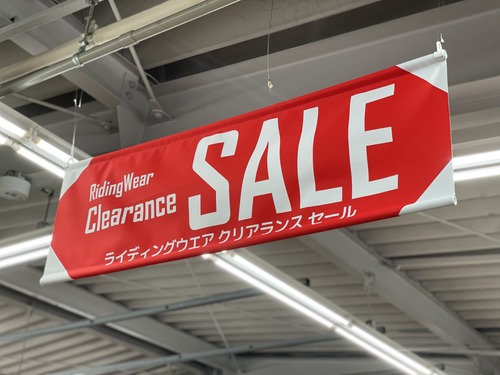 RidingWear
Clearance
SALE
ライディングウエア クリアランス セール